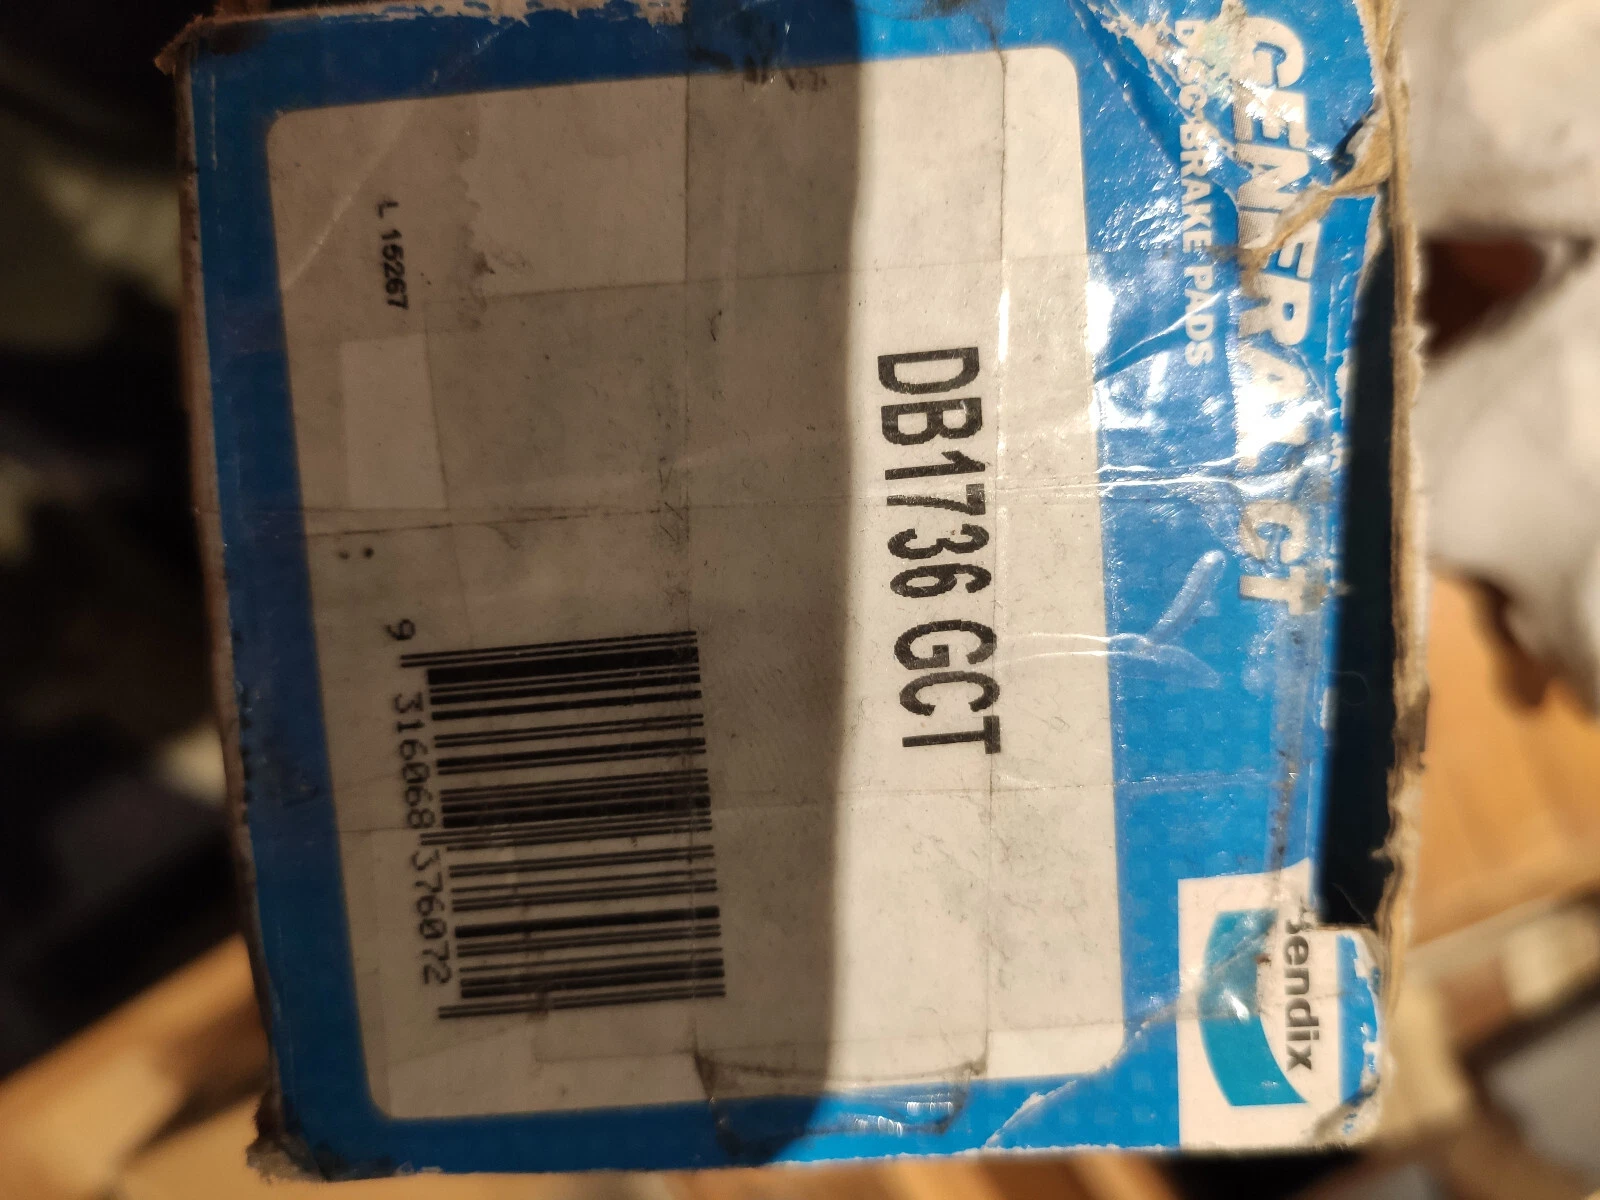 GENERAL CT
DISC BRAKE PADS
Bendix
DB1736 GCT
L 15267
9 316068 376072